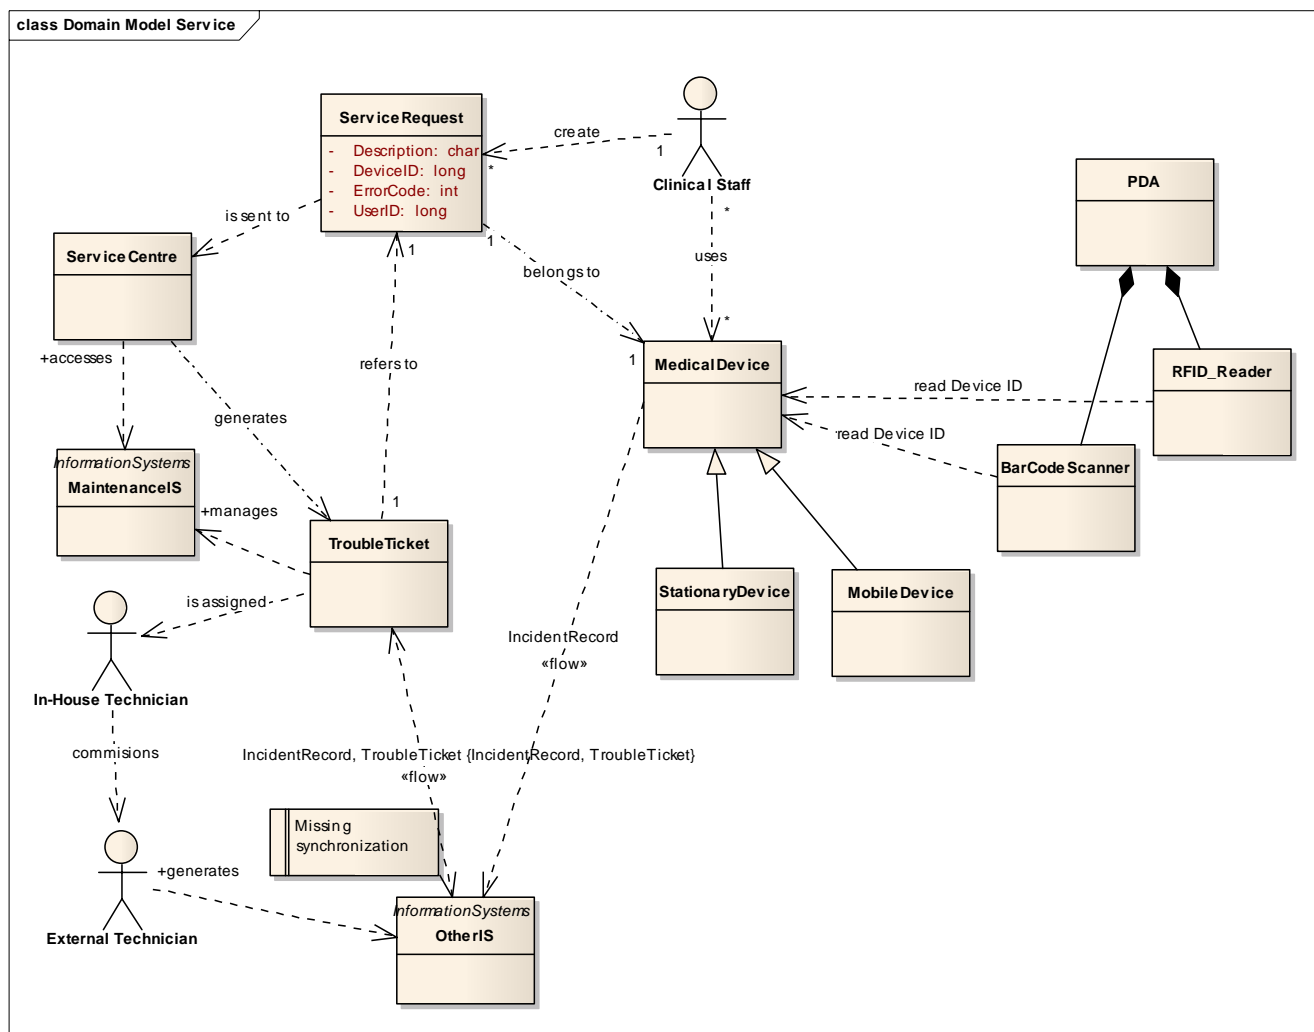 class Domain Model Service
ServiceRequest
- Description: char
- DeviceID: long
- ErrorCode: int
- UserID: long
create
1
*
Clinical Staff
*
uses
*
PDA
is sent to
ServiceCentre
1
1
belongs to
1
+accesses
refers to
MedicalDevice
read Device ID
RFID_Reader
generates
read Device ID
BarCodeScanner
InformationSystems
MaintenanceIS
+manages
1
TroubleTicket
StationaryDevice
MobileDevice
is assigned
In-House Technician
IncidentRecord
«flow»
commisions
IncidentRecord, TroubleTicket {IncidentRecord, TroubleTicket}
«flow»
Missing
synchronization
+generates
External Technician
InformationSystems
OtherIS